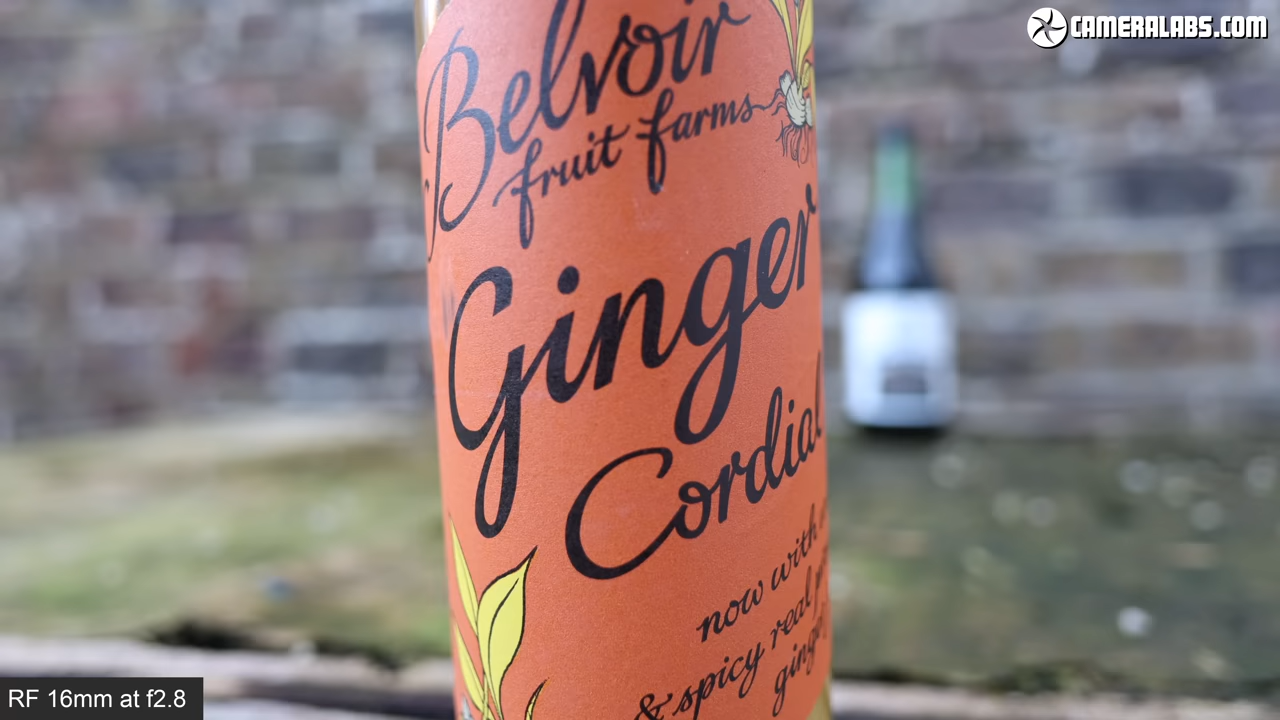 CAMERALABS.COM
Belvoir
fruit farms
Ginger
Cordial
now with
& spicy real
ginger
RF 16mm at f2.8